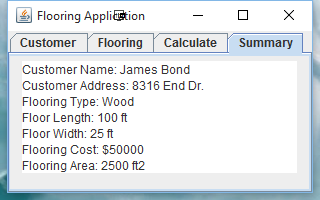 Flooring Application
Customer Flooring Calculate Summary
Customer Name: James Bond
Customer Address: 8316 End Dr.
Flooring Type: Wood
Floor Length: 100 ft
Floor Width: 25 ft
Flooring Cost: $50000
Flooring Area: 2500 ft2